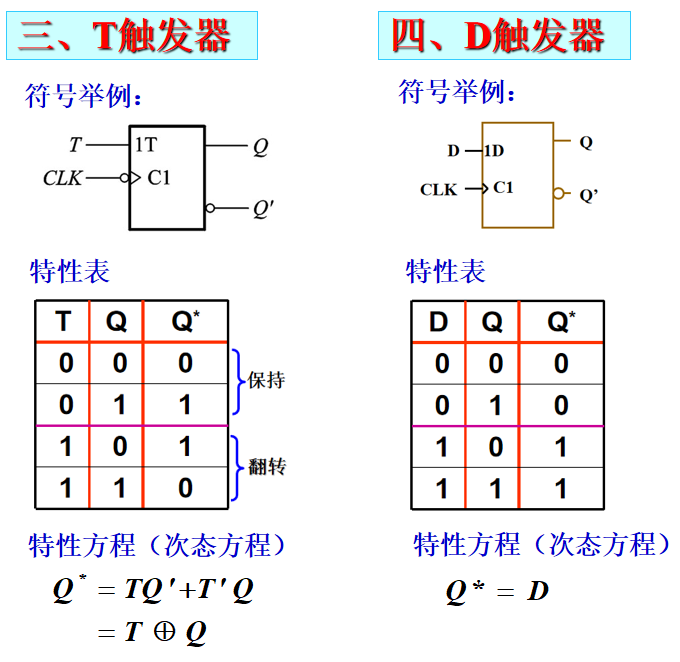 三、T触发器
符号举例：
T
1T
Q
CLK
C1
Q'
特性表
T Q Q*
0 0 0
0 1 1
保持
1 0 1
1 1 0
翻转
特性方程（次态方程）
Q* = TQ'+T'Q
= T ⊕ Q
四、D触发器
符号举例：
D
1D
Q
CLK
C1
Q’
特性表
D Q Q*
0 0 0
0 1 0
1 0 1
1 1 1
特性方程（次态方程）
Q* = D